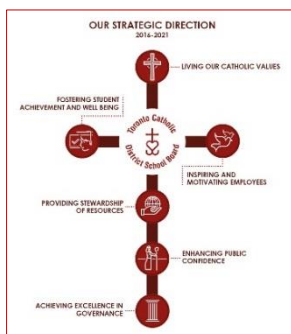 OUR STRATEGIC DIRECTION
2016-2021
LIVING OUR CATHOLIC VALUES
FOSTERING STUDENT
ACHIEVEMENT AND WELL BEING
Toronto Catholic
District School Board
INSPIRING AND
MOTIVATING EMPLOYEES
PROVIDING STEWARDSHIP
OF RESOURCES
ENHANCING PUBLIC
CONFIDENCE
ACHIEVING EXCELLENCE IN
GOVERNANCE